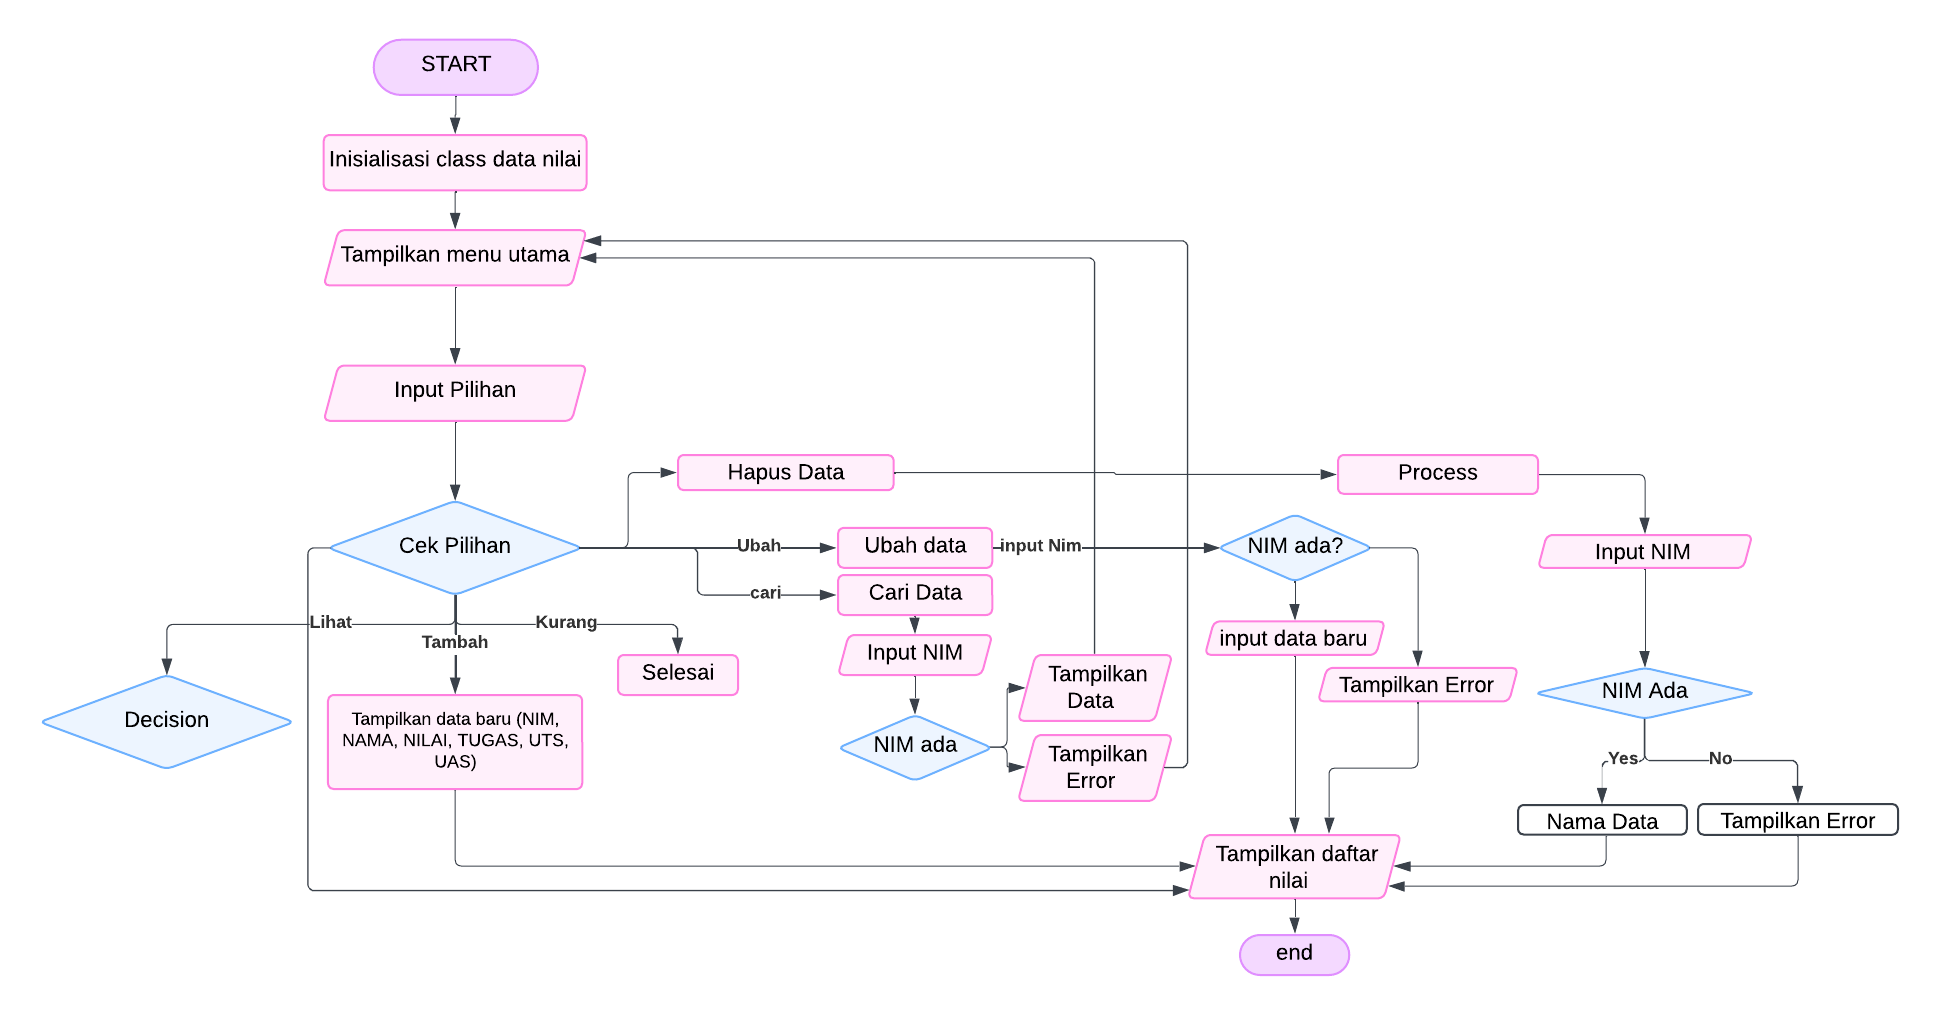 START
Inisialisasi class data nilai
Tampilkan menu utama
Input Pilihan
Hapus Data
Process
Cek Pilihan
Ubah
Ubah data
input Nim
NIM ada?
Input NIM
cari
Cari Data
Lihat
Tambah
Kurang
Selesai
Input NIM
input data baru
Tampilkan
Data
Tampilkan Error
NIM Ada
Decision
Tampilkan data baru (NIM,
NAMA, NILAI, TUGAS, UTS,
UAS)
NIM ada
Tampilkan
Error
Yes
No
Nama Data
Tampilkan Error
Tampilkan daftar
nilai
end